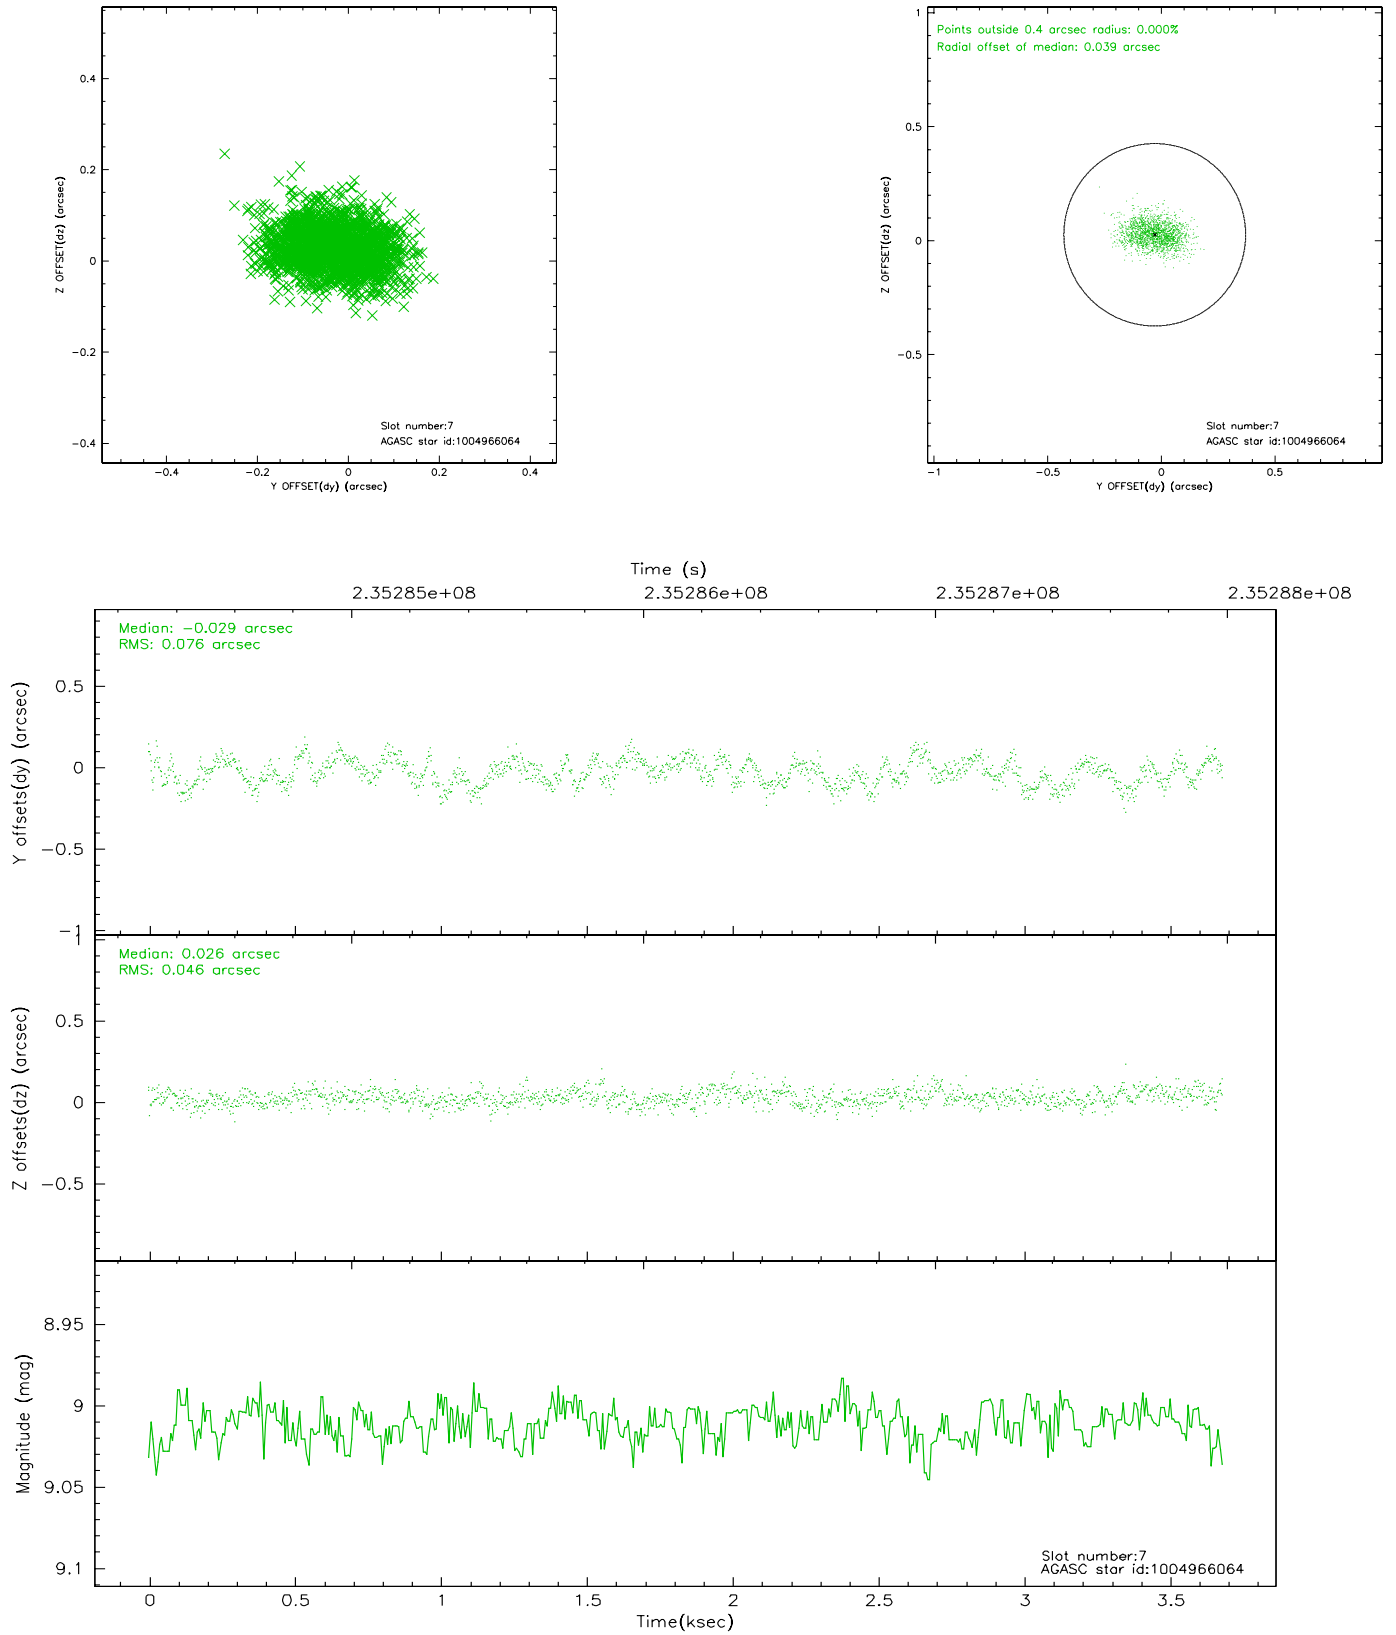 0.4
0.2
0
−0.2
−0.4
Z OFFSET(dz) (arcsec)
Slot number:7
AGASC star id:1004966064
−0.4
−0.2
0
0.2
0.4
Y OFFSET(dy) (arcsec)
Points outside 0.4 arcsec radius: 0.000%
Radial offset of median: 0.039 arcsec
1
0.5
0
−0.5
Z OFFSET(dz) (arcsec)
Slot number:7
AGASC star id:1004966064
−1
−0.5
0
0.5
Y OFFSET(dy) (arcsec)
Time (s)
2.35285e+08
2.35286e+08
2.35287e+08
2.35288e+08
Median: −0.029 arcsec
RMS: 0.076 arcsec
0.5
0
−0.5
−1
Y offsets(dy) (arcsec)
Median: 0.026 arcsec
RMS: 0.046 arcsec
1
0.5
0
−0.5
Z offsets(dz) (arcsec)
8.95
9
9.05
9.1
Magnitude (mag)
Slot number:7
AGASC star id:1004966064
0
0.5
1
1.5
2
2.5
3
3.5
Time(ksec)